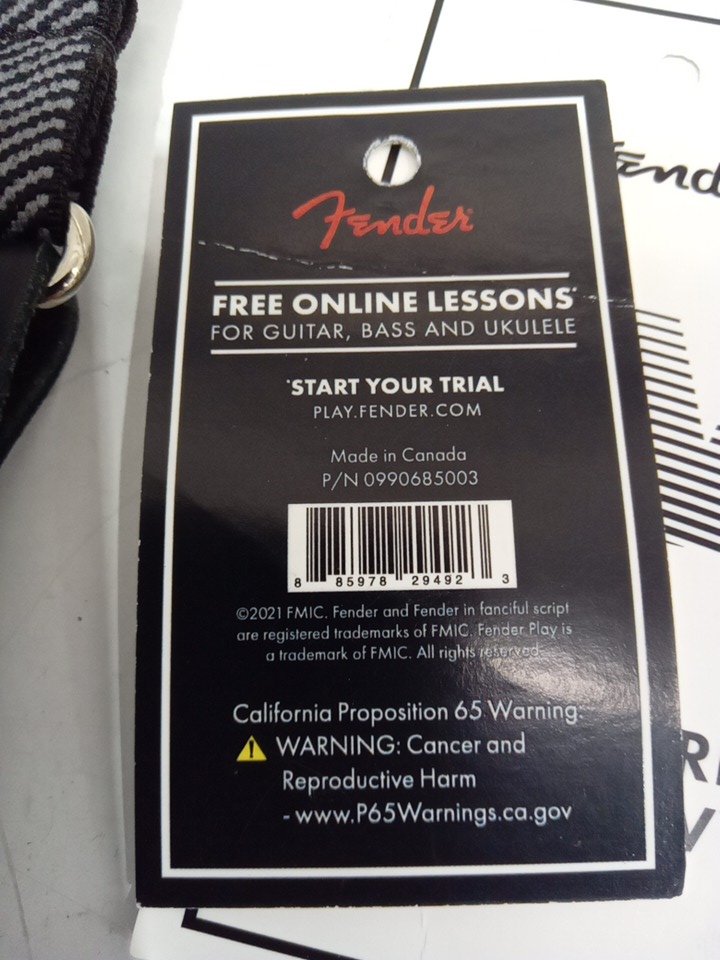 Fender
FREE ONLINE LESSONS*
FOR GUITAR, BASS AND UKULELE
*START YOUR TRIAL
PLAY.FENDER.COM
Made in Canada
P/N 0990685003
8 85978 29492 3
©2021 FMIC. Fender and Fender in fanciful script
are registered trademarks of FMIC. Fender Play is
a trademark of FMIC. All rights reserved.
California Proposition 65 Warning:
WARNING: Cancer and
Reproductive Harm
- www.P65Warnings.ca.gov